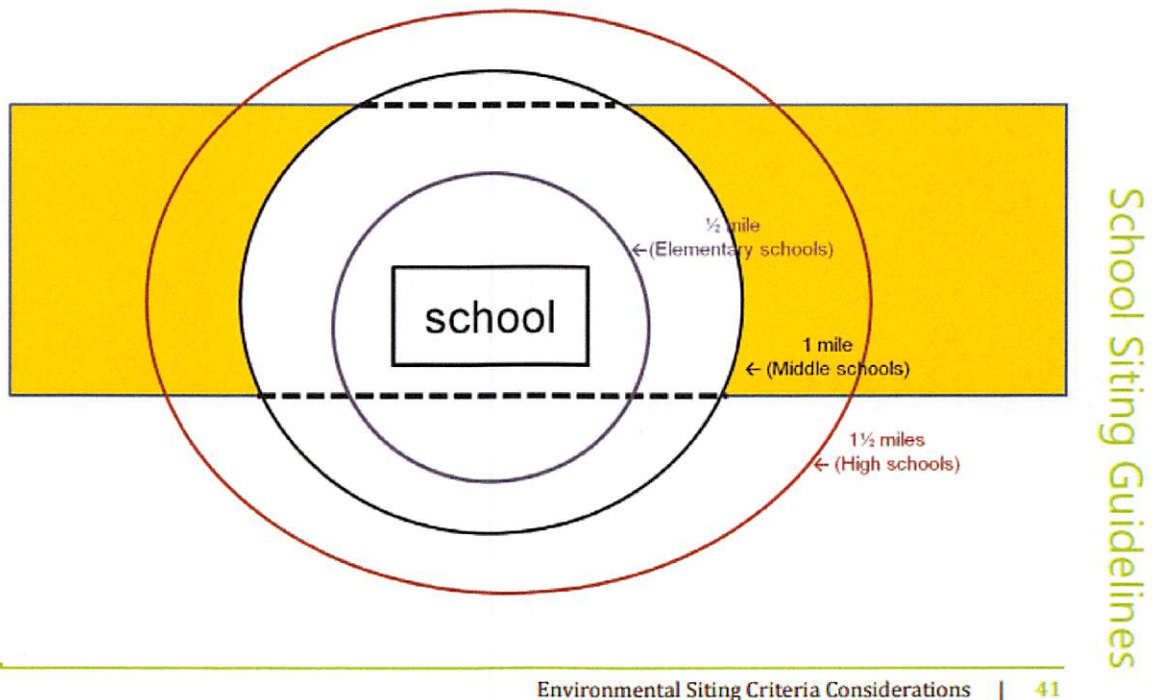 ½ mile
←(Elementary schools)
school
1 mile
← (Middle schools)
1½ miles
← (High schools)
School Siting Guidelines
Environmental Siting Criteria Considerations | 41